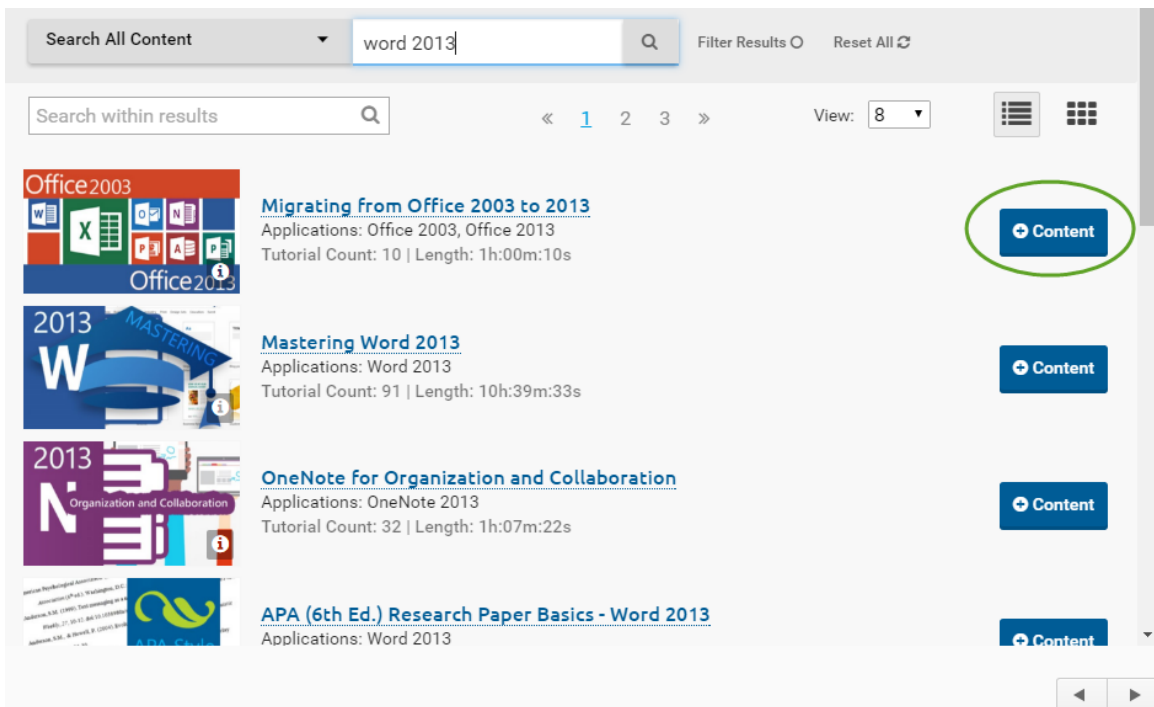 Search All Content
word 2013
Filter Results
Reset All
Search within results
« 1 2 3 »
View: 8
Office 2003
Office 2013
Migrating from Office 2003 to 2013
Applications: Office 2003, Office 2013
Tutorial Count: 10 | Length: 1h:00m:10s
Content
2013
MASTERING
W
Mastering Word 2013
Applications: Word 2013
Tutorial Count: 91 | Length: 10h:39m:33s
Content
2013
N
Organization and Collaboration
OneNote for Organization and Collaboration
Applications: OneNote 2013
Tutorial Count: 32 | Length: 1h:07m:22s
Content
APA Style
APA (6th Ed.) Research Paper Basics - Word 2013
Applications: Word 2013
Content